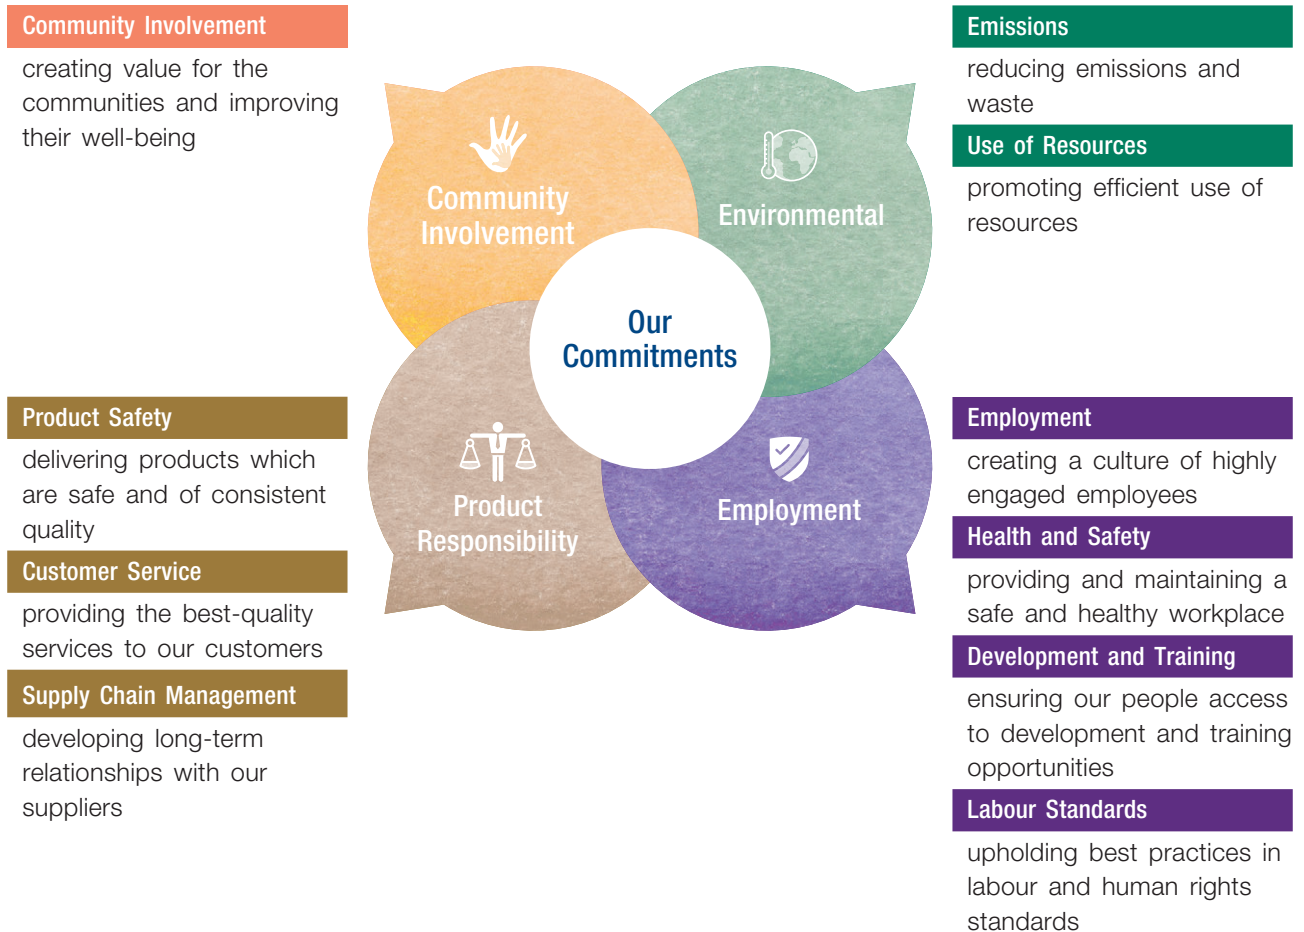 Community Involvement
creating value for the
communities and improving
their well-being
Emissions
reducing emissions and
waste
Use of Resources
promoting efficient use of
resources
Community
Involvement
Environmental
Our
Commitments
Product
Responsibility
Employment
Product Safety
delivering products which
are safe and of consistent
quality
Customer Service
providing the best-quality
services to our customers
Supply Chain Management
developing long-term
relationships with our
suppliers
Employment
creating a culture of highly
engaged employees
Health and Safety
providing and maintaining a
safe and healthy workplace
Development and Training
ensuring our people access
to development and training
opportunities
Labour Standards
upholding best practices in
labour and human rights
standards